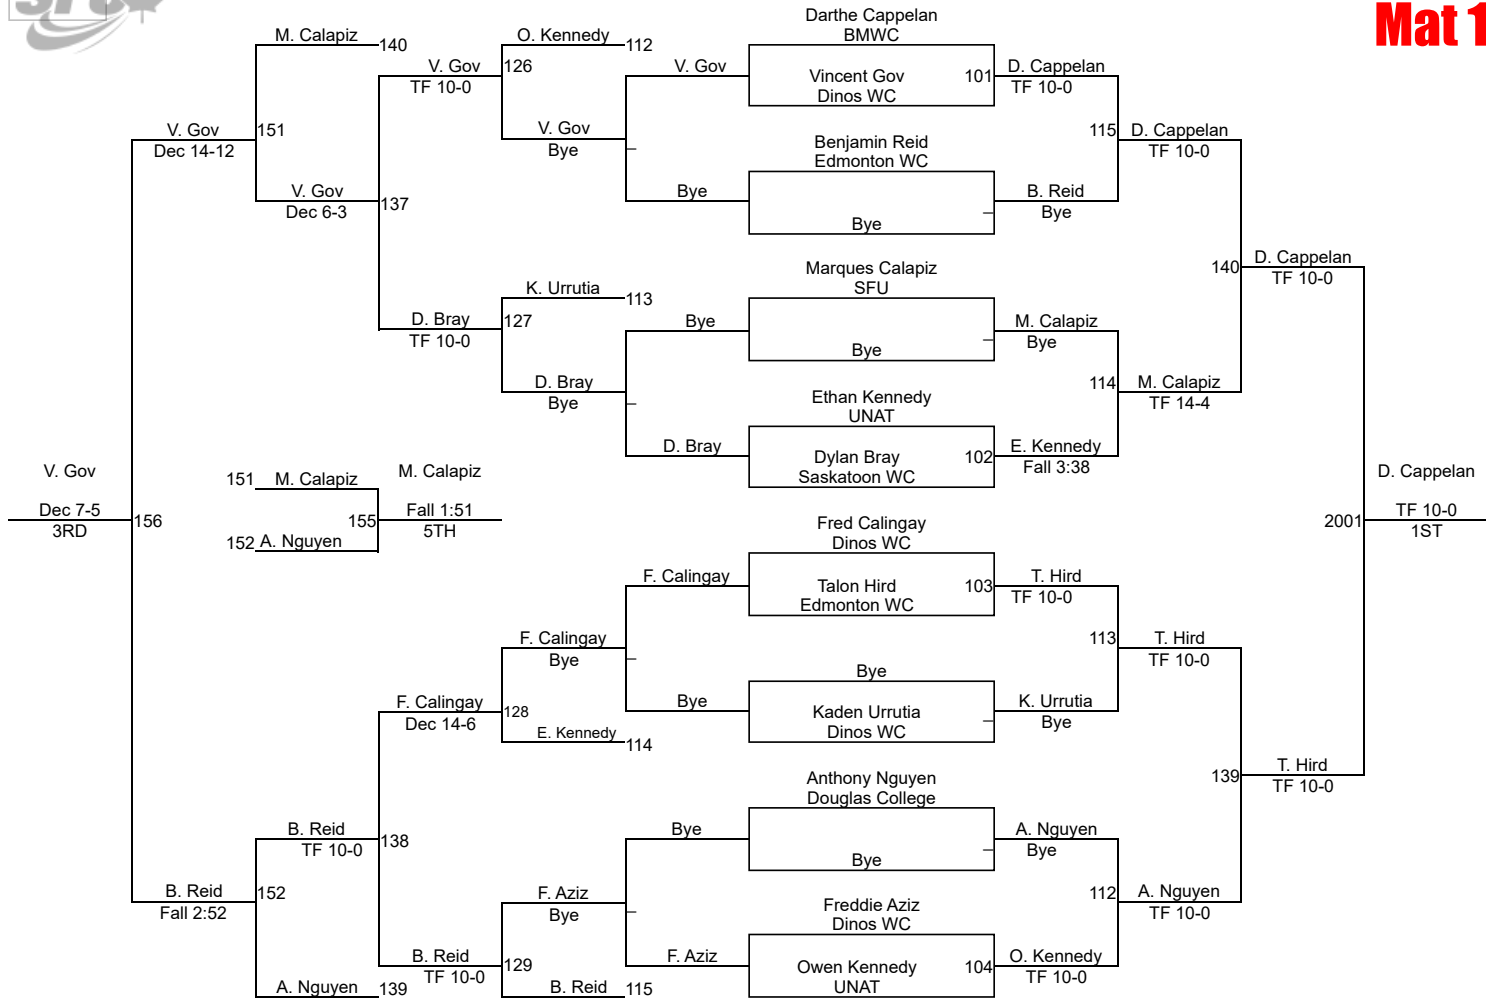 SFU
Mat 1
Darthe Cappelan
BMWC
M. Calapiz
140
O. Kennedy
112
V. Gov
TF 10-0
126
V. Gov
Vincent Gov
Dinos WC
101
D. Cappelan
TF 10-0
V. Gov
Dec 14-12
151
V. Gov
Bye
Benjamin Reid
Edmonton WC
115
D. Cappelan
TF 10-0
V. Gov
Dec 6-3
137
Bye
Bye
B. Reid
Bye
Marques Calapiz
SFU
140
D. Cappelan
TF 10-0
K. Urrutia
113
D. Bray
TF 10-0
127
Bye
Bye
M. Calapiz
Bye
D. Bray
Bye
Ethan Kennedy
UNAT
114
M. Calapiz
TF 14-4
D. Bray
Dylan Bray
Saskatoon WC
102
E. Kennedy
Fall 3:38
V. Gov
Dec 7-5
3RD
156
151
M. Calapiz
152
A. Nguyen
155
M. Calapiz
Fall 1:51
5TH
D. Cappelan
2001
TF 10-0
1ST
Fred Calingay
Dinos WC
F. Calingay
Talon Hird
Edmonton WC
103
T. Hird
TF 10-0
F. Calingay
Bye
113
T. Hird
TF 10-0
Bye
F. Calingay
Dec 14-6
128
Bye
Kaden Urrutia
Dinos WC
K. Urrutia
Bye
E. Kennedy
114
Anthony Nguyen
Douglas College
139
T. Hird
TF 10-0
B. Reid
TF 10-0
138
Bye
Bye
A. Nguyen
Bye
B. Reid
Fall 2:52
152
F. Aziz
Bye
Freddie Aziz
Dinos WC
112
A. Nguyen
TF 10-0
B. Reid
TF 10-0
129
F. Aziz
Owen Kennedy
UNAT
104
O. Kennedy
TF 10-0
A. Nguyen
139
B. Reid
115